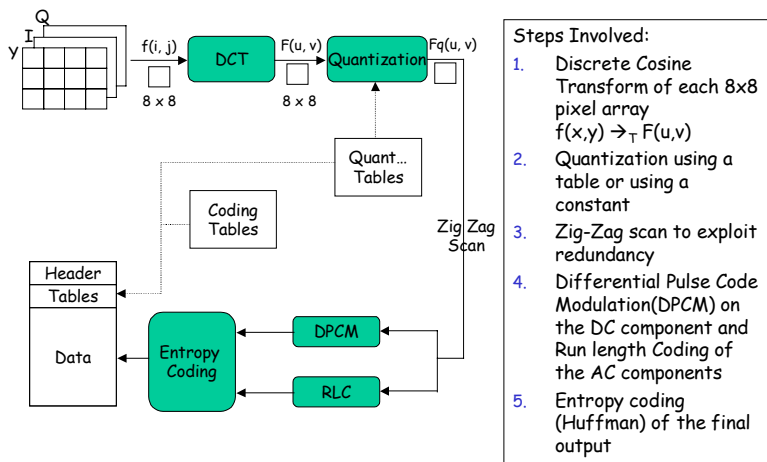 Q
I
Y
f(i, j)
8 x 8
DCT
F(u, v)
8 x 8
Quantization
Fq(u, v)
Quant...
Tables
Coding
Tables
Zig Zag
Scan
Header
Tables
Data
Entropy
Coding
DPCM
RLC
Steps Involved:
1. Discrete Cosine
Transform of each 8x8
pixel array
f(x,y) →T F(u,v)
2. Quantization using a
table or using a
constant
3. Zig-Zag scan to exploit
redundancy
4. Differential Pulse Code
Modulation(DPCM) on
the DC component and
Run length Coding of
the AC components
5. Entropy coding
(Huffman) of the final
output